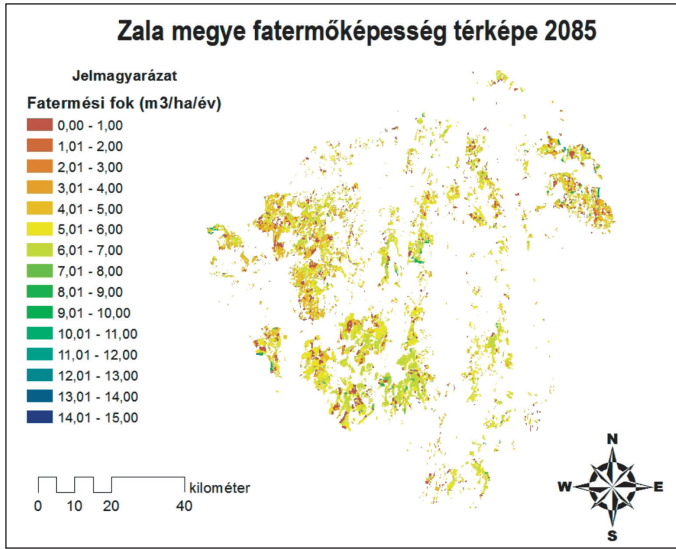 Zala megye fatermőképesség térképe 2085
Jelmagyarázat
Fatermési fok (m3/ha/év)
0,00 - 1,00
1,01 - 2,00
2,01 - 3,00
3,01 - 4,00
4,01 - 5,00
5,01 - 6,00
6,01 - 7,00
7,01 - 8,00
8,01 - 9,00
9,01 - 10,00
10,01 - 11,00
11,01 - 12,00
12,01 - 13,00
13,01 - 14,00
14,01 - 15,00
kilométer
0 10 20 40
N
W E
S